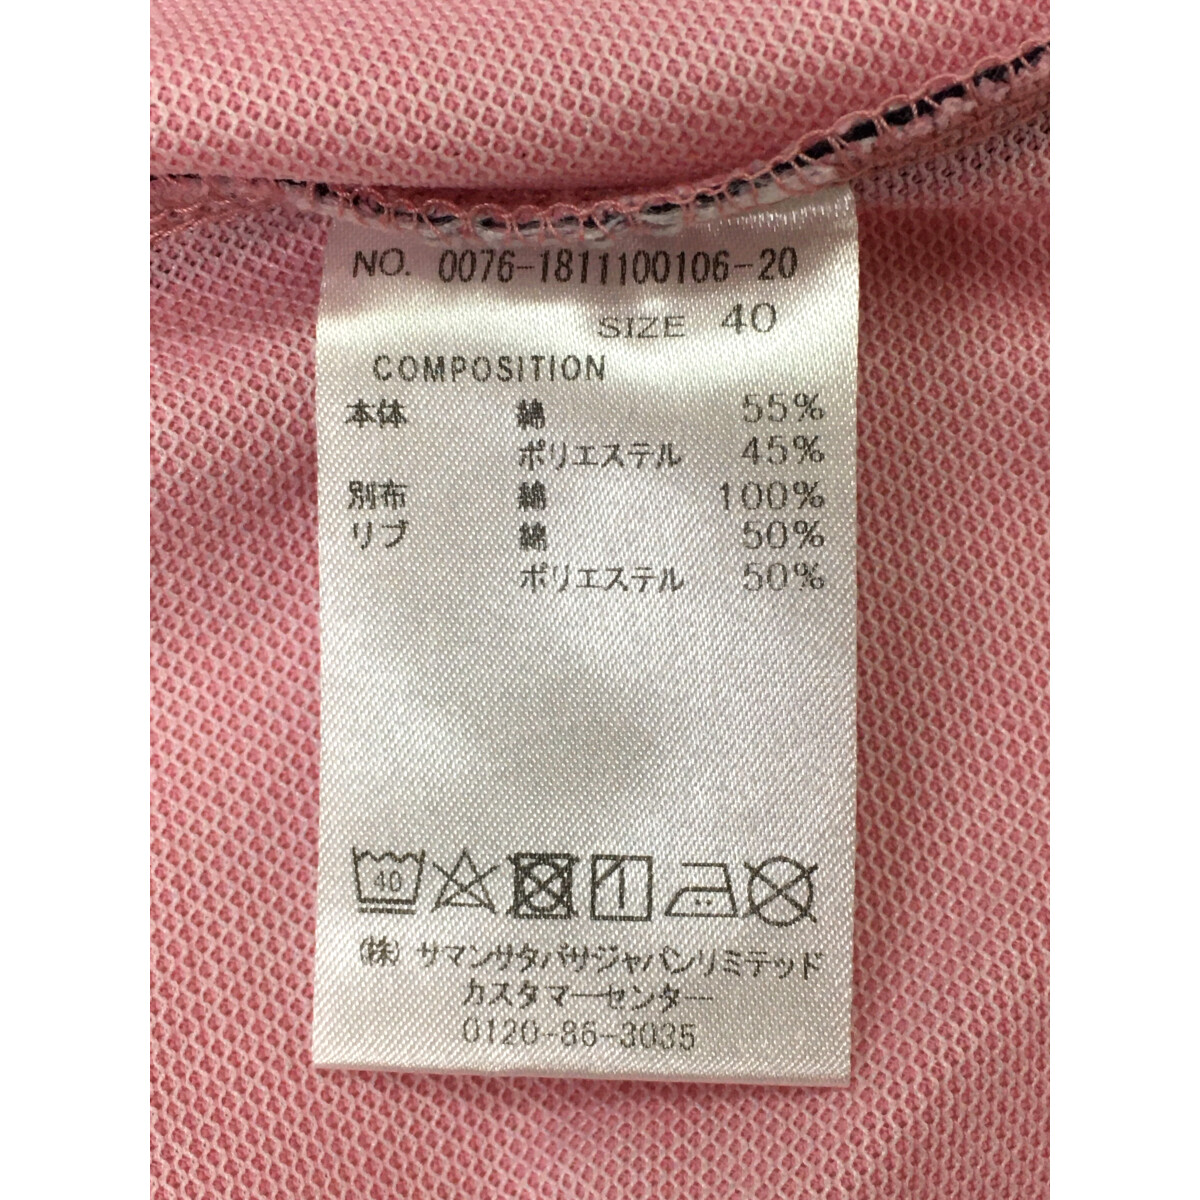 NO. 0076-1811100106-20
SIZE 40
COMPOSITION
本体 綿 55%
ポリエステル 45%
別布 綿 100%
リブ 綿 50%
ポリエステル 50%
40
(株) サマンサタバサジャパンリミテッド
カスタマーセンター
0120-86-3035